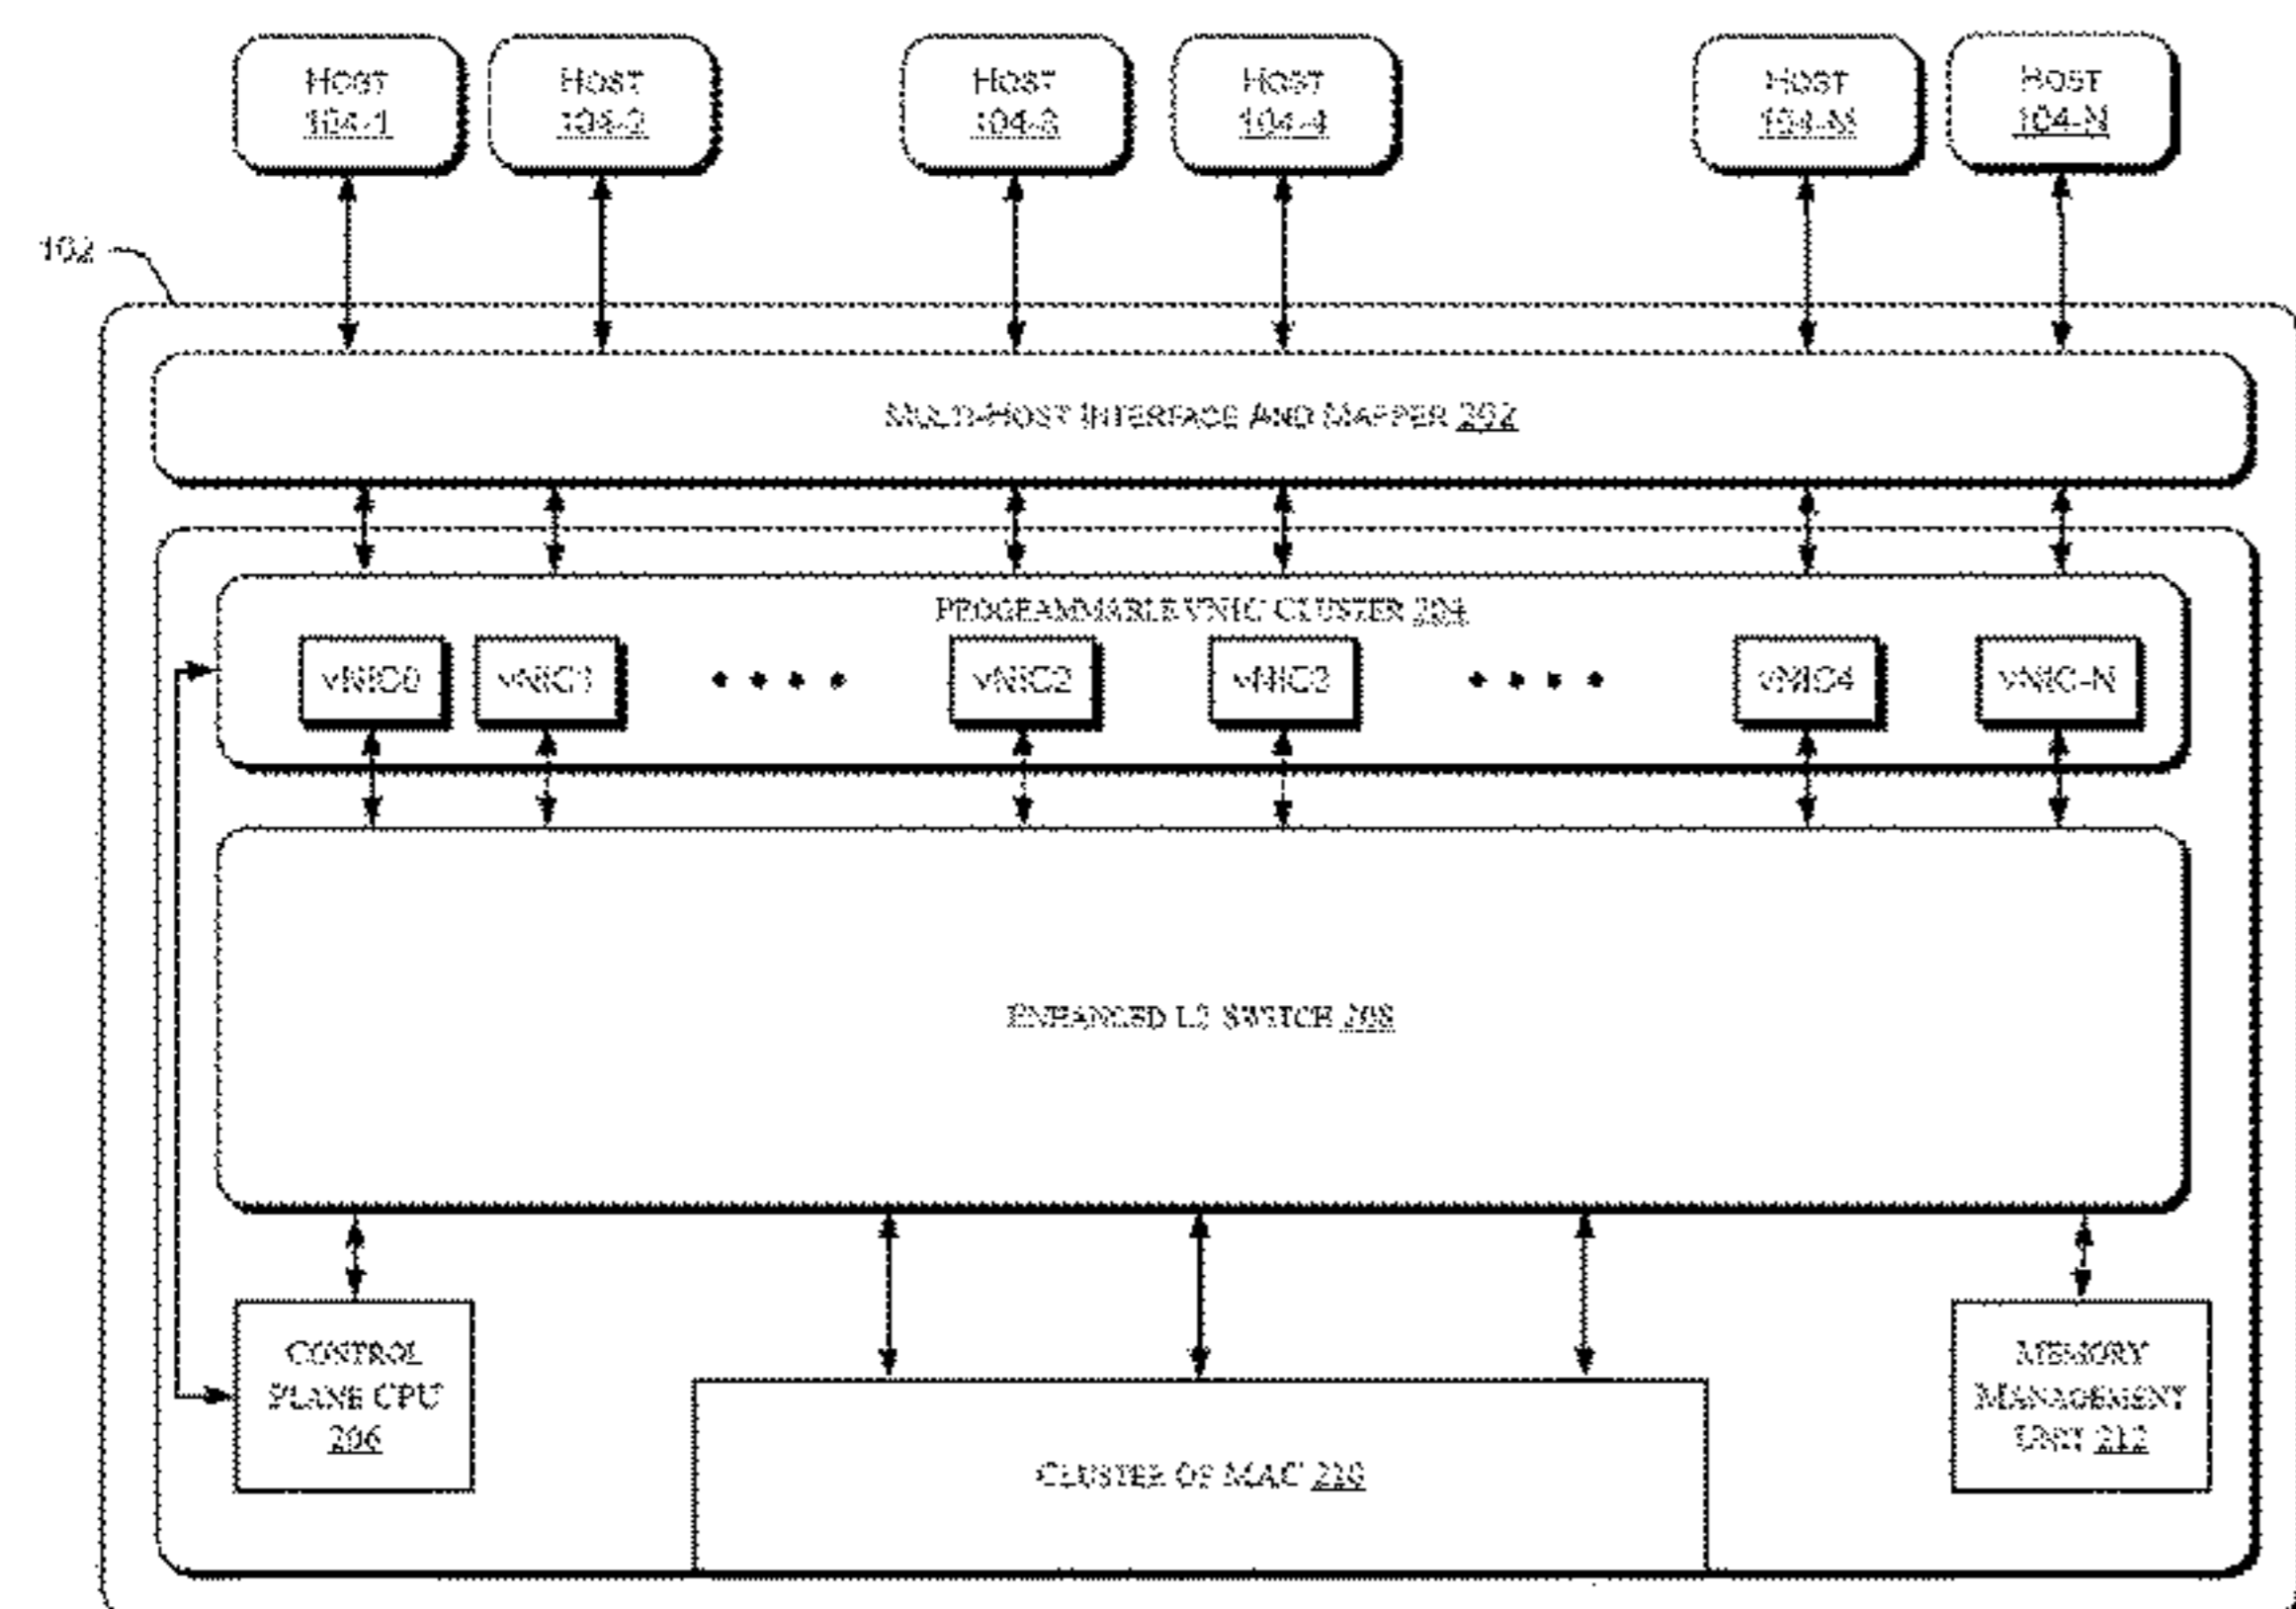 HOST HOST HOST HOST HOST HOST
104-1 104-2 104-3 104-4 104-M 104-N
102
MULTI-HOST INTERFACE AND MAPPER 202
PROGRAMMABLE VNIC CLUSTER 204
vNIC0 vNIC1 vNIC2 vNIC3 vNIC4 vNIC-N
ENHANCED L2 SWITCH 208
CONTROL
PLANE CPU
206
CLUSTER OF MAC 210
MEMORY
MANAGEMENT
UNIT 212